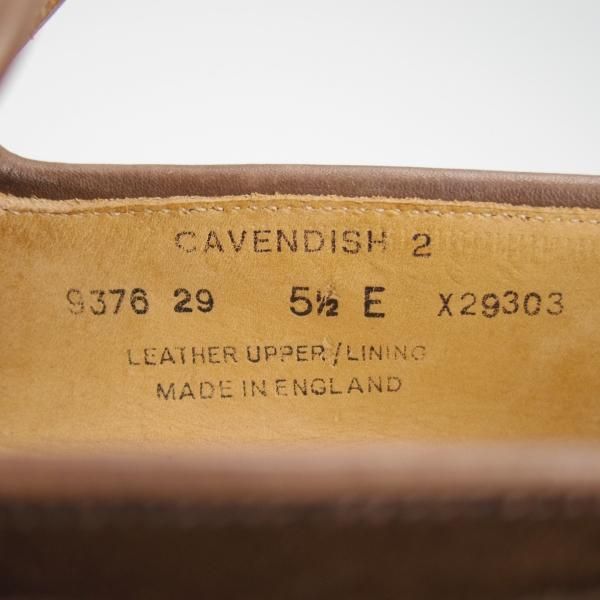 CAVENDISH 2
9376 29 5½ E X29303
LEATHER UPPER/LINING
MADE IN ENGLAND